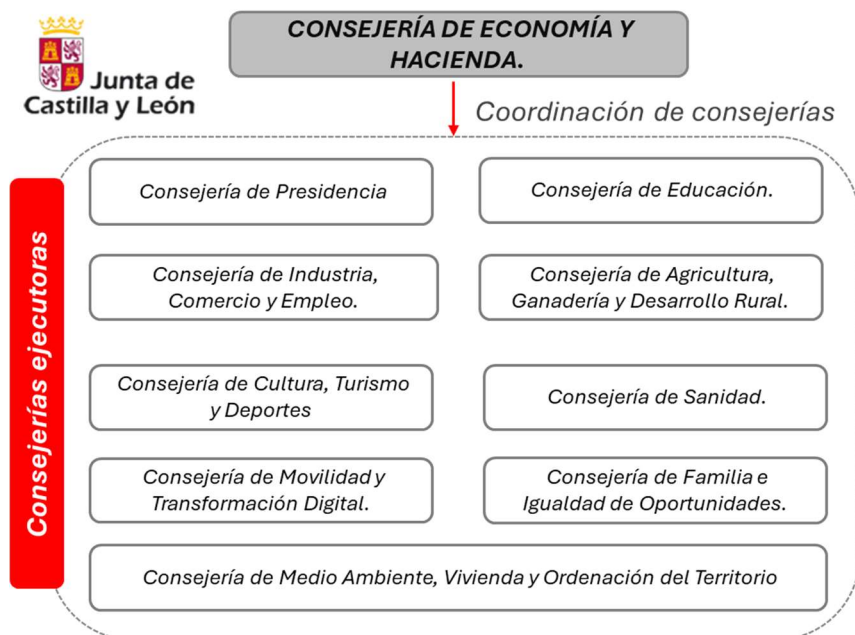 CONSEJERÍA DE ECONOMÍA Y
HACIENDA.
Junta de
Castilla y León
Coordinación de consejerías
Consejerías ejecutoras
Consejería de Presidencia
Consejería de Educación.
Consejería de Industria,
Comercio y Empleo.
Consejería de Agricultura,
Ganadería y Desarrollo Rural.
Consejería de Cultura, Turismo
y Deportes
Consejería de Sanidad.
Consejería de Movilidad y
Transformación Digital.
Consejería de Familia e
Igualdad de Oportunidades.
Consejería de Medio Ambiente, Vivienda y Ordenación del Territorio